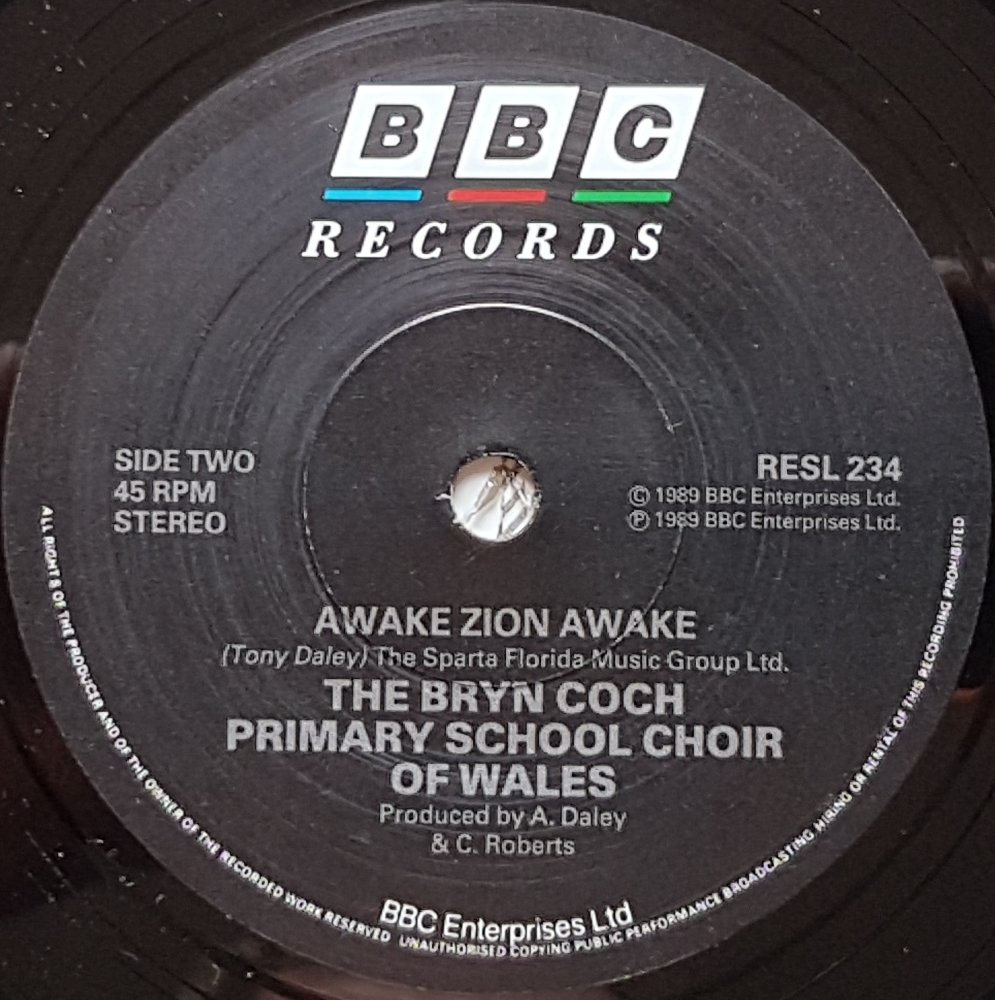 BBC
RECORDS
SIDE TWO
45 RPM
STEREO
RESL 234
© 1989 BBC Enterprises Ltd.
℗ 1989 BBC Enterprises Ltd.
AWAKE ZION AWAKE
(Tony Daley) The Sparta Florida Music Group Ltd.
THE BRYN COCH
PRIMARY SCHOOL CHOIR
OF WALES
Produced by A. Daley
& C. Roberts
BBC Enterprises Ltd
ALL RIGHTS OF THE PRODUCER AND OF THE OWNER OF THE RECORDED WORK RESERVED UNAUTHORISED COPYING PUBLIC PERFORMANCE BROADCASTING HIRING OR RENTAL OF THIS RECORDING PROHIBITED